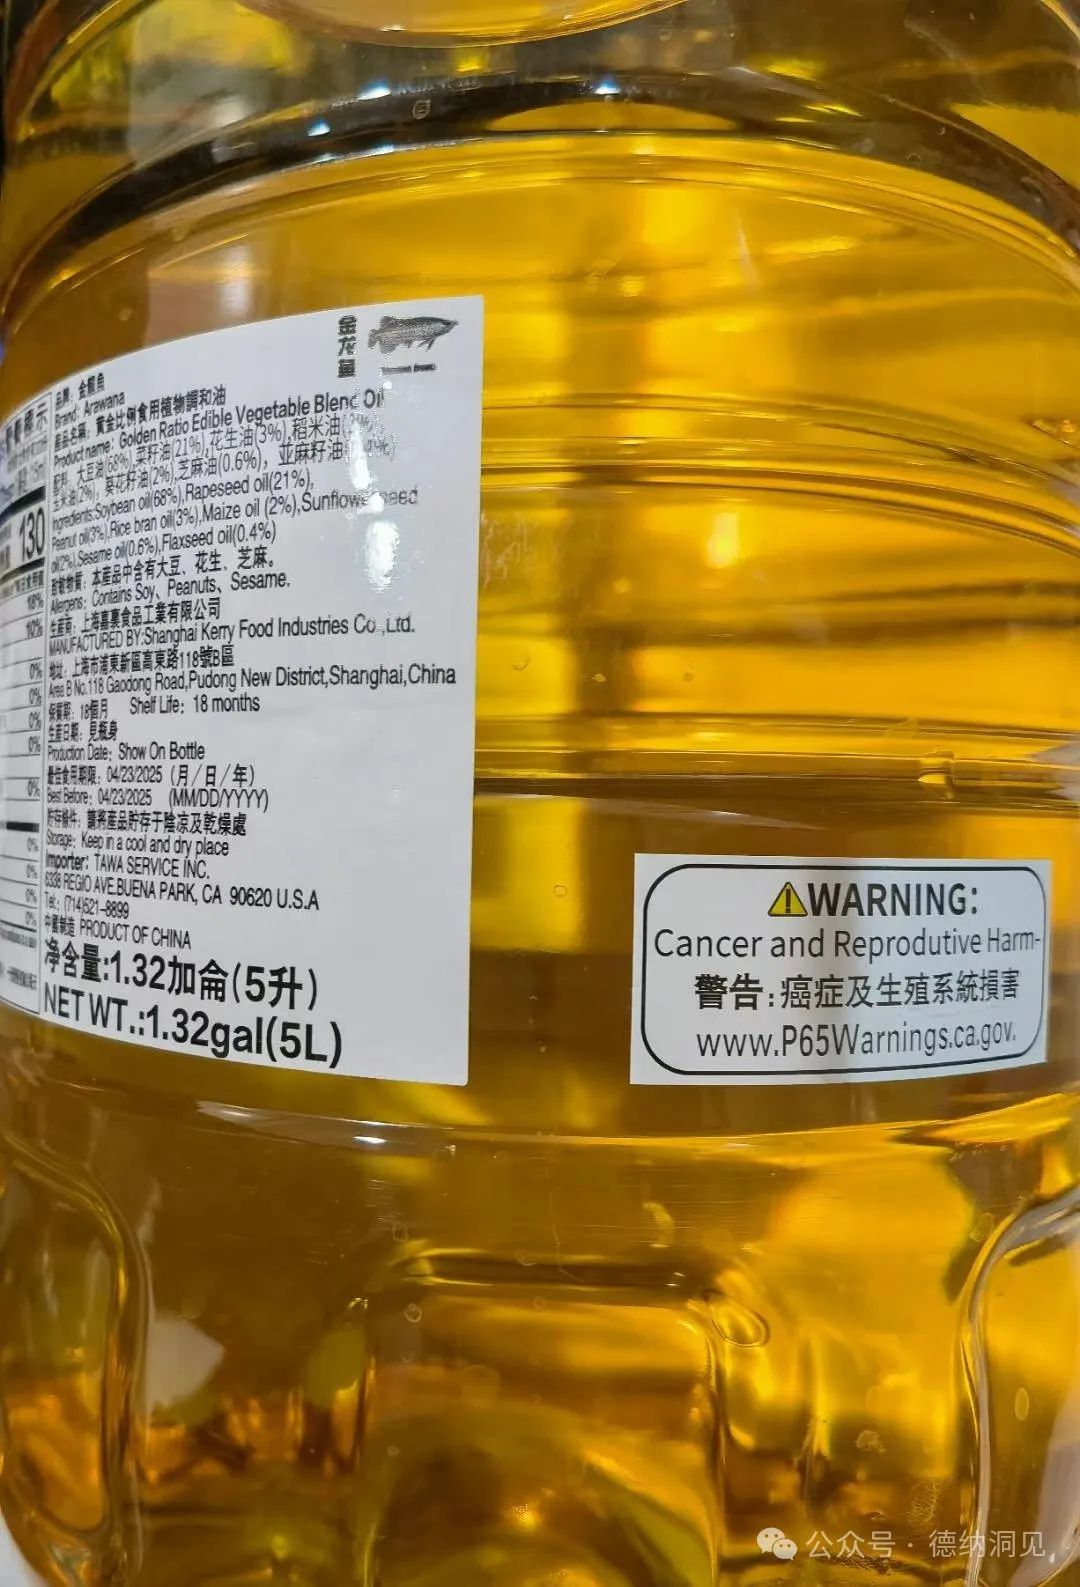 金龙鱼
品牌：金龍魚
Brand: Arawana
產品名稱：黃金比例食用植物調和油
Product name: Golden Ratio Edible Vegetable Blend Oil
配料：大豆油(68%),菜籽油(21%),花生油(3%),稻米油
玉米油(2%)，葵花籽油(2%),芝麻油(0.6%)，亚麻籽油
Ingredients:Soybean oil(68%),Rapeseed oil(21%),
Peanut oil(3%),Rice bran oil(3%),Maize oil (2%),Sunflower seed
oil(2%),Sesame oil(0.6%),Flaxseed oil(0.4%)
致敏物質：本產品中含有大豆、花生、芝麻。
Allergens: Contains Soy、Peanuts、Sesame.
生產商：上海嘉裏食品工業有限公司
MANUFACTURED BY:Shanghai Kerry Food Industries Co.,Ltd.
地址：上海市浦東新區高東路118號B區
Area B No.118 Gaodong Road,Pudong New District,Shanghai,China
保質期：18個月 Shelf Life：18 months
生產日期：見瓶身
Production Date：Show On Bottle
最佳食用期限：04/23/2025（月/日/年）
Best Before：04/23/2025 (MM/DD/YYYY)
貯存條件：請將產品貯存于陰凉及乾燥處
Storage：Keep in a cool and dry place
Importer：TAWA SERVICE INC.
6338 REGIO AVE.BUENA PARK, CA 90620 U.S.A
Tel：(714)521-8899
中國制造 PRODUCT OF CHINA
净含量:1.32加侖(5升)
NET WT.:1.32gal(5L)
130
18%
10%
0%
0%
0%
0%
0%
0%
0%
0%
0%
WARNING:
Cancer and Reprodutive Harm-
警告:癌症及生殖系統損害
www.P65Warnings.ca.gov.
公众号·德纳洞见